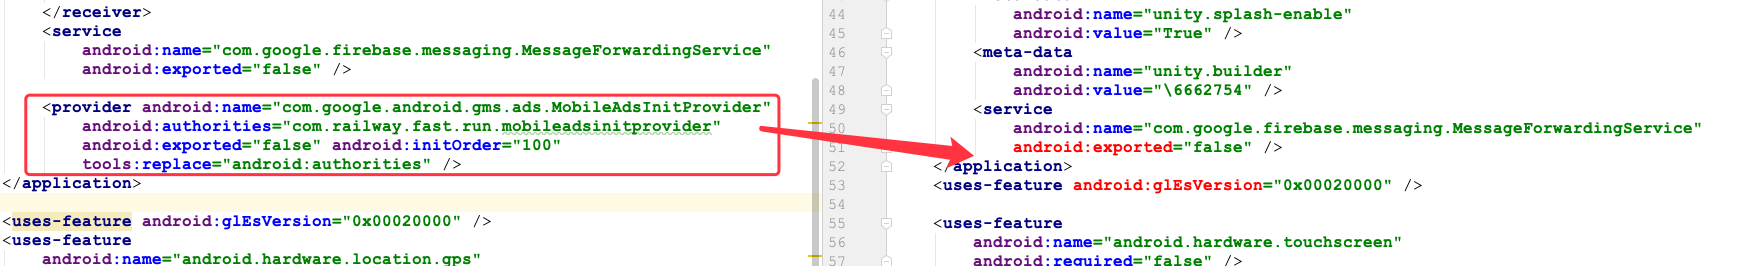 </receiver>
<service
android:name="com.google.firebase.messaging.MessageForwardingService"
android:exported="false" />
<provider android:name="com.google.android.gms.ads.MobileAdsInitProvider"
android:authorities="com.railway.fast.run.mobileadsinitprovider"
android:exported="false" android:initOrder="100"
tools:replace="android:authorities" />
</application>
<uses-feature android:glEsVersion="0x00020000" />
<uses-feature
android:name="android.hardware.location.gps"
44 android:name="unity.splash-enable"
45 android:value="True" />
46 <meta-data
47 android:name="unity.builder"
48 android:value="\6662754" />
49 <service
50 android:name="com.google.firebase.messaging.MessageForwardingService"
51 android:exported="false" />
52 </application>
53 <uses-feature android:glEsVersion="0x00020000" />
54
55 <uses-feature
56 android:name="android.hardware.touchscreen"
57 android:required="false" />